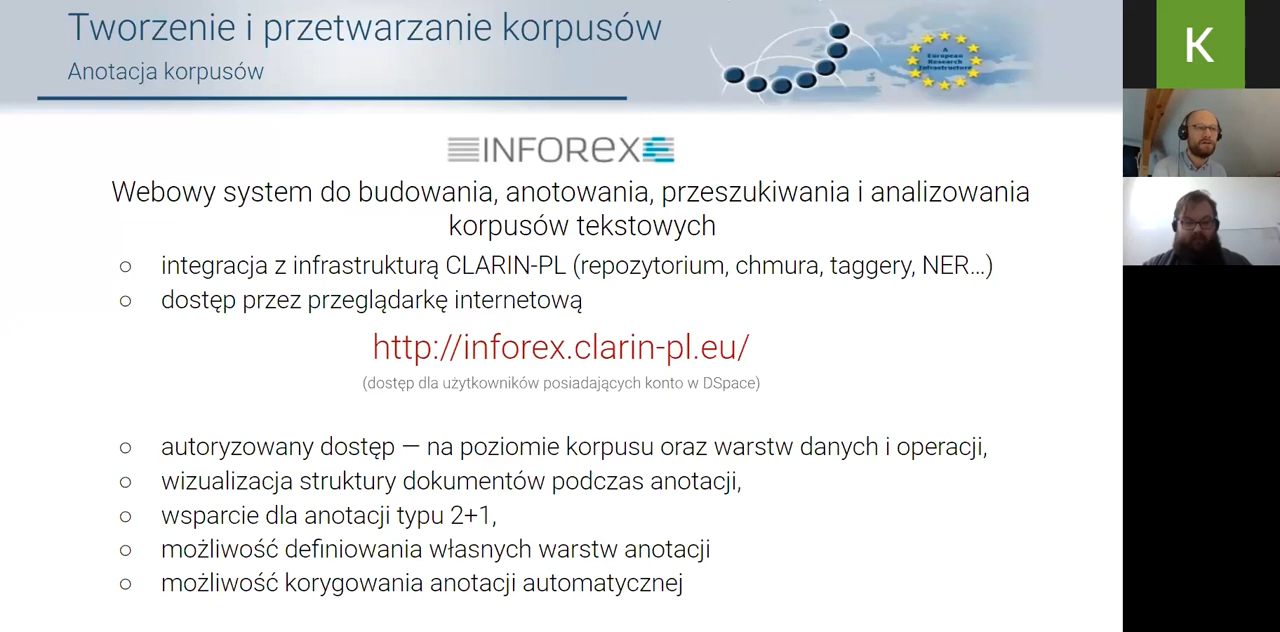 Tworzenie i przetwarzanie korpusów
Anotacja korpusów
A
European
Research
Infrastructure
INFOREX
Webowy system do budowania, anotowania, przeszukiwania i analizowania
korpusów tekstowych
○ integracja z infrastrukturą CLARIN-PL (repozytorium, chmura, taggery, NER…)
○ dostęp przez przeglądarkę internetową
http://inforex.clarin-pl.eu/
(dostęp dla użytkowników posiadających konto w DSpace)
○ autoryzowany dostęp — na poziomie korpusu oraz warstw danych i operacji,
○ wizualizacja struktury dokumentów podczas anotacji,
○ wsparcie dla anotacji typu 2+1,
○ możliwość definiowania własnych warstw anotacji
○ możliwość korygowania anotacji automatycznej
K